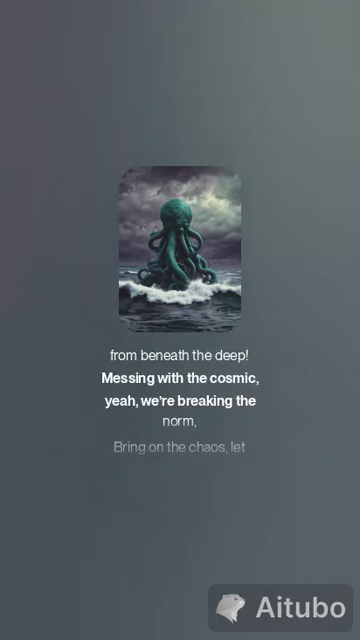 from beneath the deep!
Messing with the cosmic,
yeah, we're breaking the
norm,
Bring on the chaos, let
Aitubo